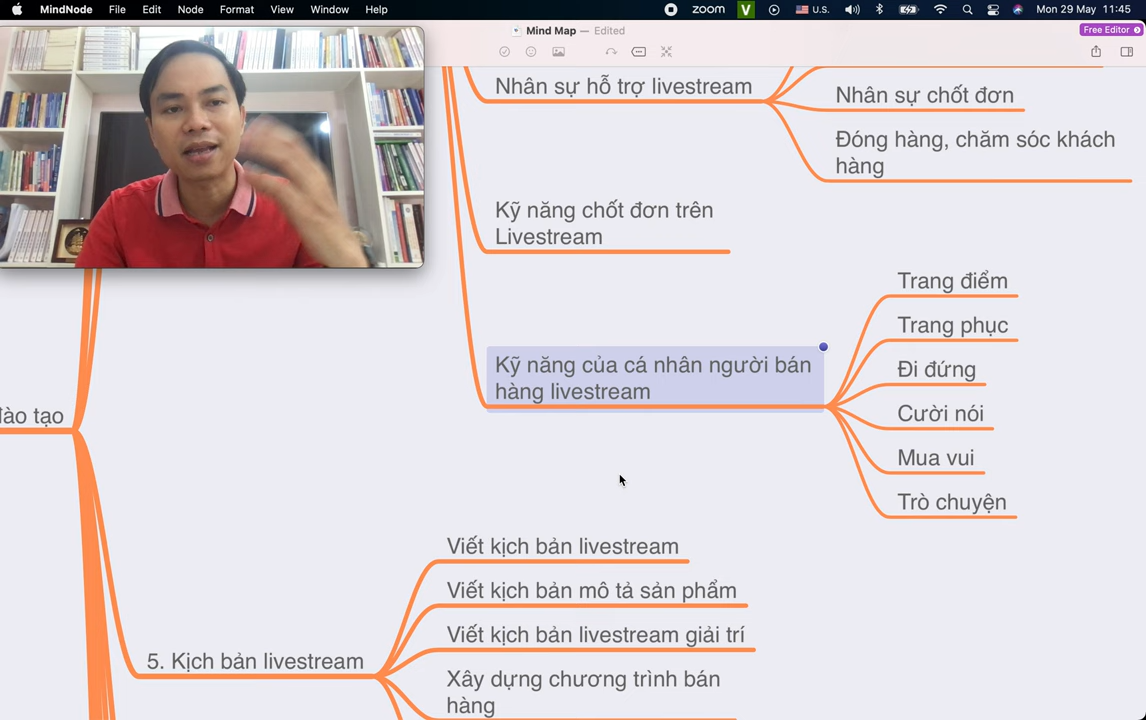 MindNode File Edit Node Format View Window Help zoom V U.S. Mon 29 May 11:45
Mind Map — Edited
Free Editor
Nhân sự hỗ trợ livestream
Nhân sự chốt đơn
Đóng hàng, chăm sóc khách
hàng
Kỹ năng chốt đơn trên
Livestream
Kỹ năng của cá nhân người bán
hàng livestream
Trang điểm
Trang phục
Đi đứng
Cười nói
Mua vui
Trò chuyện
đào tạo
5. Kịch bản livestream
Viết kịch bản livestream
Viết kịch bản mô tả sản phẩm
Viết kịch bản livestream giải trí
Xây dựng chương trình bán
hàng